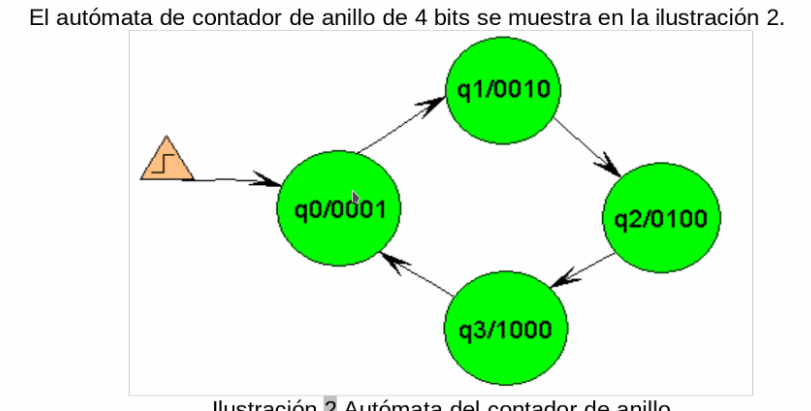 El autómata de contador de anillo de 4 bits se muestra en la ilustración 2.
q1/0010
q0/0001
q2/0100
q3/1000
Ilustración 2 Autómata del contador de anillo